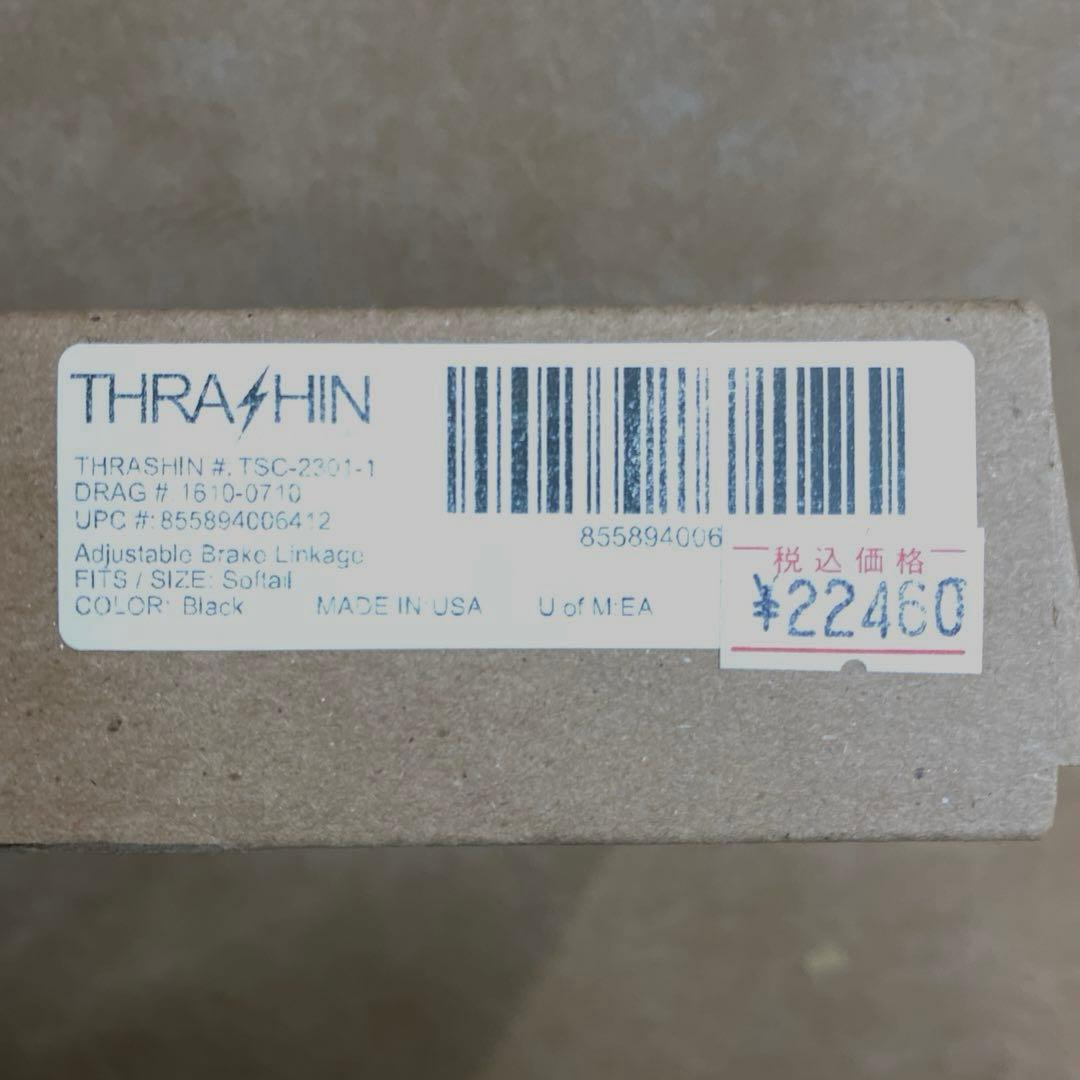 THRASHIN
THRASHIN #: TSC-2301-1
DRAG #: 1610-0710
UPC #: 855894006412
Adjustable Brake Linkage
FITS / SIZE: Softail
COLOR: Black MADE IN USA U of M:EA
855894006
税込価格
¥22460